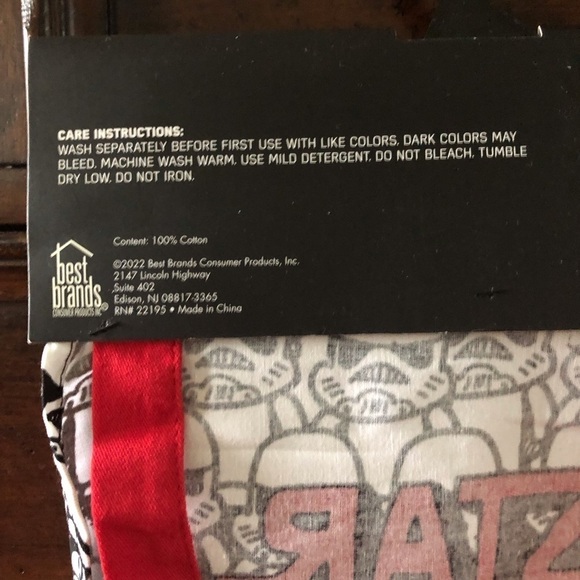 CARE INSTRUCTIONS:
WASH SEPARATELY BEFORE FIRST USE WITH LIKE COLORS. DARK COLORS MAY
BLEED. MACHINE WASH WARM. USE MILD DETERGENT. DO NOT BLEACH. TUMBLE
DRY LOW. DO NOT IRON.
Content: 100% Cotton
©2022 Best Brands Consumer Products, Inc.
2147 Lincoln Highway
Suite 402
Edison, NJ 08817-3365
RN# 22195 • Made in China
best
brands®
CONSUMER PRODUCTS INC
STAR